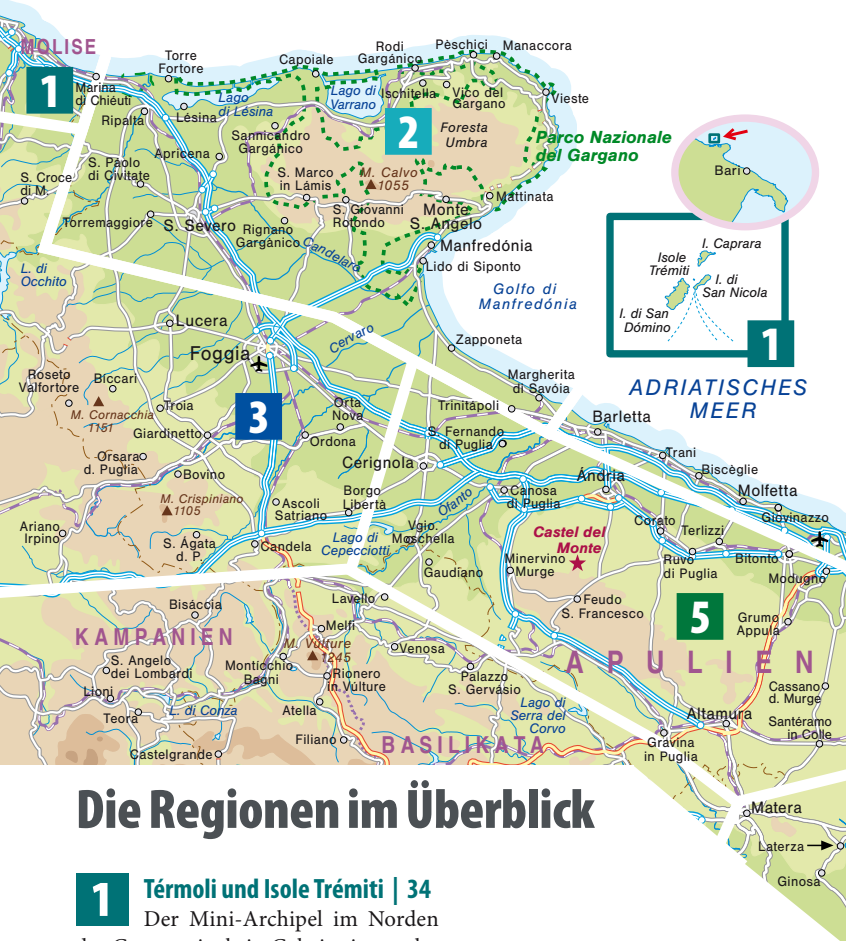 MOLISE
1
Marina
di Chiéuti
Torre
Fortore
Capoiale
Rodi
Gargánico
Pèschici
Manaccora
Lago di
Varrano
Ischitella
Vico del
Gargano
Vieste
Lago
di Lésina
Lésina
Ripalta
Sannicandro
Gargánico
2
Foresta
Umbra
Parco Nazionale
del Gargano
Apricena
S. Páolo
di Civitate
S. Croce
di M.
S. Marco
in Lámis
M. Calvo
1055
Mattinata
Torremaggiore
S. Severo
Rignano
Gargánico
S. Giovanni
Rotondo
Monte
S. Angelo
Candelaro
Manfredónia
Lido di Siponto
Golfo di
Manfredónia
Bari
I. Caprara
Isole
Trémiti
I. di
San Nicola
I. di San
Dómino
1
L. di
Occhito
Lucera
Foggia
Cervaro
Zapponeta
ADRIATISCHES
MEER
Roseto
Valfortore
Biccari
Troia
M. Cornacchia
1151
Giardinetto
3
Orta
Nova
Ordona
Margherita
di Savóia
Trinitápoli
Barletta
S. Fernando
di Puglia
Trani
Biscèglie
Orsara
d. Puglia
Bovino
Cerignola
Ándria
Molfetta
M. Crispiniano
1105
Ascoli
Satriano
Borgo
Libertà
Ofanto
Canosa
di Puglia
Giovinazzo
Ariano
Irpino
S. Ágata
d. P.
Candela
Lago di
Cepecciotti
Vgio.
Moschella
Castel del
Monte
Corato
Terlizzi
Ruvo
di Puglia
Bitonto
Modugno
Gaudiano
Minervino
Murge
Lavello
Feudo
S. Francesco
5
Grumo
Appula
Bisáccia
KAMPANIEN
Melfi
M. Vúlture
1245
Venosa
APULIEN
S. Angelo
dei Lombardi
Monticchio
Bagni
Rionero
in Vúlture
Palazzo
S. Gervásio
Cassano
d. Murge
Lioni
Teora
L. di Conza
Atella
Lago di
Serra del
Corvo
Altamura
Santéramo
in Colle
Castelgrande
Filiano
BASILIKATA
Gravina
in Puglia
Matera
Laterza
Ginosa
Die Regionen im Überblick
1
Térmoli und Isole Trémiti | 34
Der Mini-Archipel im Norden